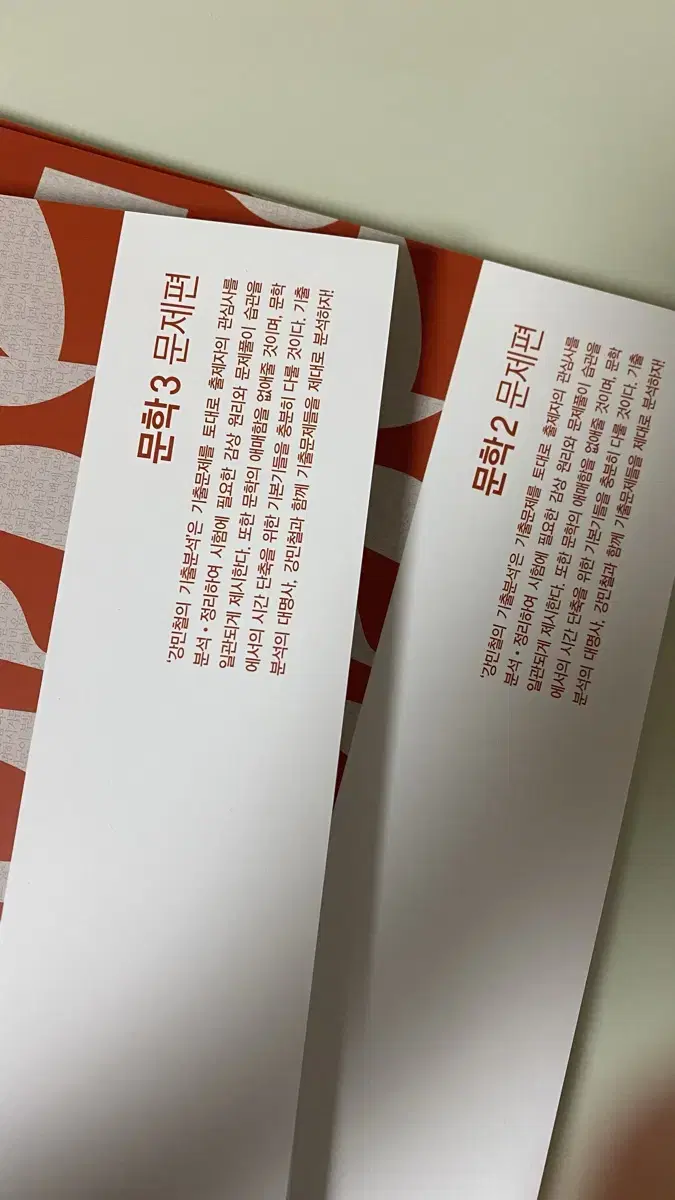 문학 3 문제편
'강민철의 기출분석'은 기출문제를 토대로 출제자의 관심사를
분석·정리하여 시험에 필요한 감상 원리와 문제풀이 습관을
일관되게 제시한다. 또한 문학의 애매함을 없애줄 것이며, 문학
에서의 시간 단축을 위한 기본기들을 충분히 다룰 것이다. 기출
분석의 대명사, 강민철과 함께 기출문제들을 제대로 분석하자!
문학 2 문제편
'강민철의 기출분석'은 기출문제를 토대로 출제자의 관심사를
분석·정리하여 시험에 필요한 감상 원리와 문제풀이 습관을
일관되게 제시한다. 또한 문학의 애매함을 없애줄 것이며, 문학
에서의 시간 단축을 위한 기본기들을 충분히 다룰 것이다. 기출
분석의 대명사, 강민철과 함께 기출문제들을 제대로 분석하자!